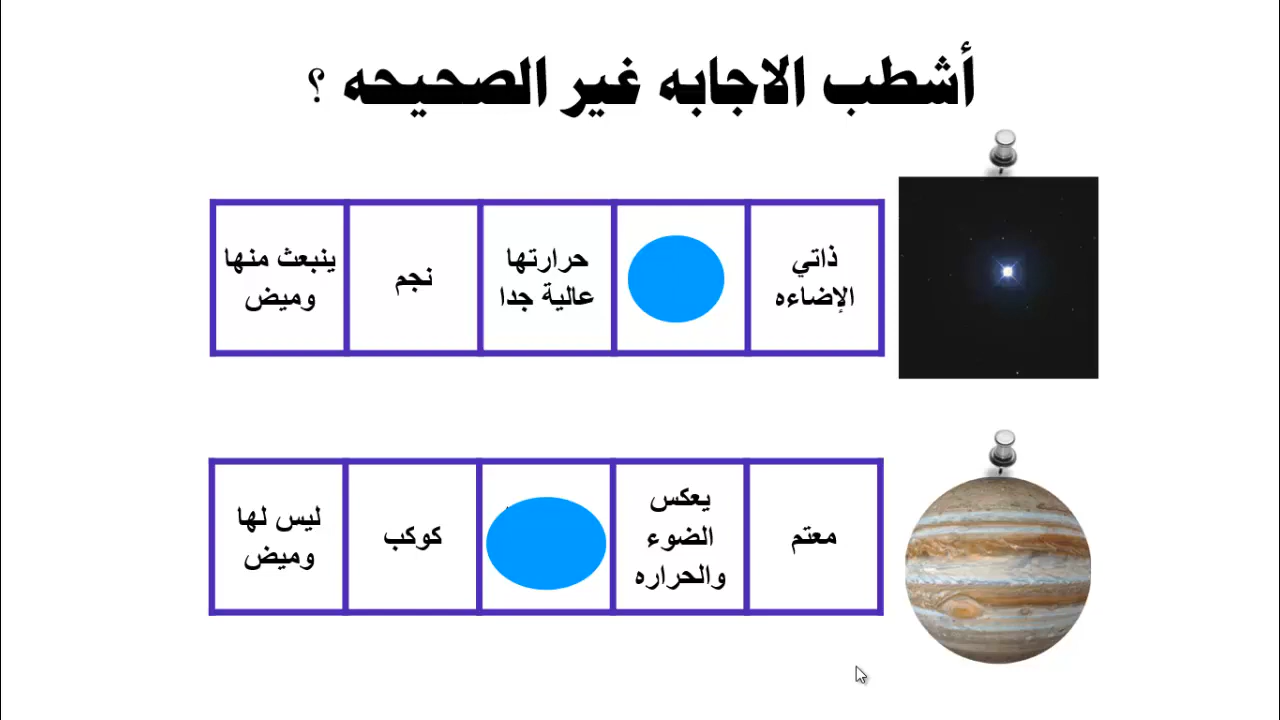 أشطب الاجابه غير الصحيحه ؟
ذاتي
الإضاءه
حرارتها
عالية جدا
نجم
ينبعث منها
وميض
معتم
يعكس
الضوء
والحراره
كوكب
ليس لها
وميض